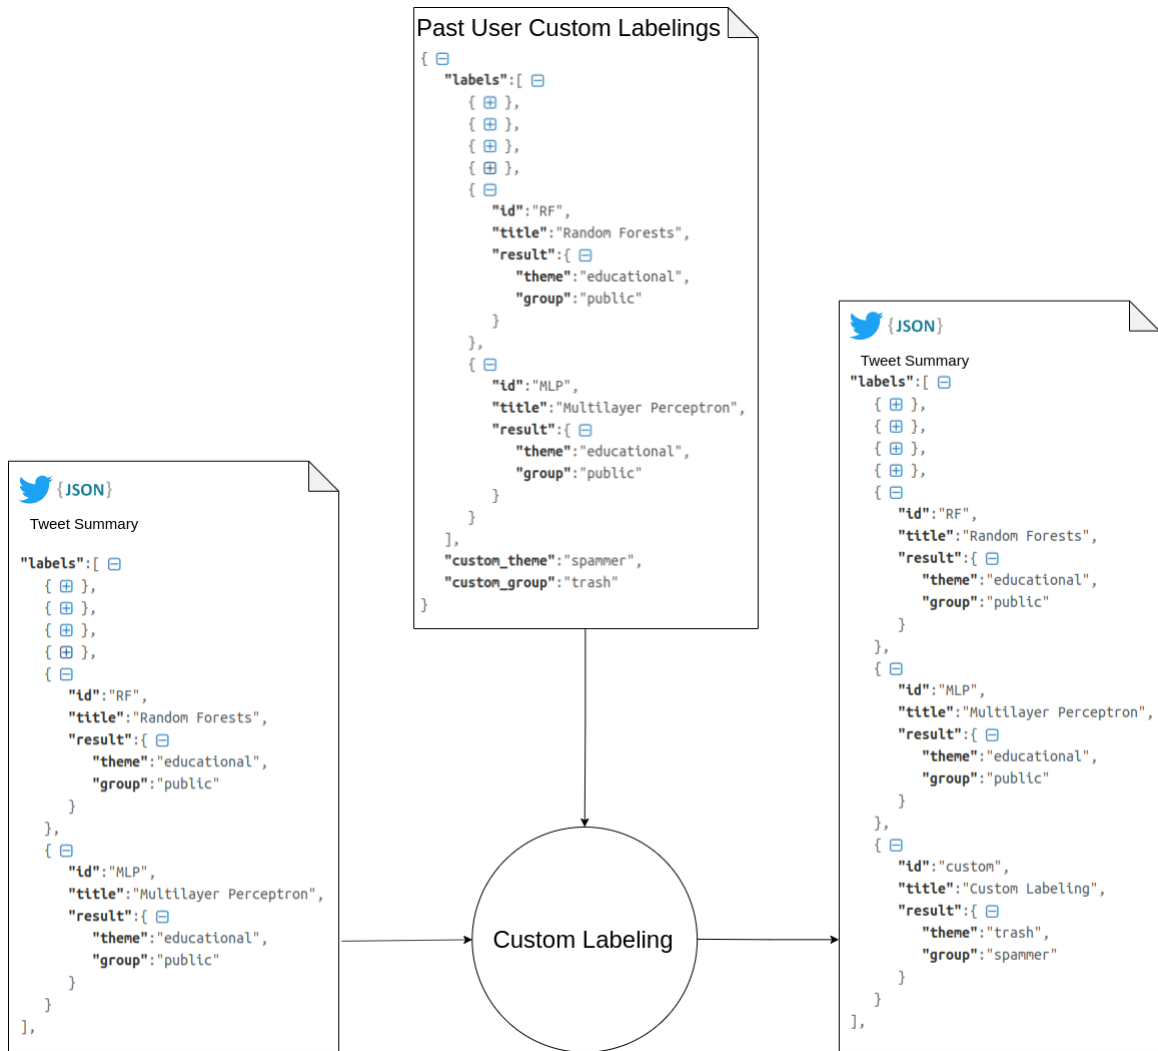 Past User Custom Labelings
{
"labels":[
{ },
{ },
{ },
{ },
{
"id":"RF",
"title":"Random Forests",
"result":{
"theme":"educational",
"group":"public"
}
},
{
"id":"MLP",
"title":"Multilayer Perceptron",
"result":{
"theme":"educational",
"group":"public"
}
}
],
"custom_theme":"spammer",
"custom_group":"trash"
}
{JSON}
Tweet Summary
"labels":[
{ },
{ },
{ },
{ },
{
"id":"RF",
"title":"Random Forests",
"result":{
"theme":"educational",
"group":"public"
}
},
{
"id":"MLP",
"title":"Multilayer Perceptron",
"result":{
"theme":"educational",
"group":"public"
}
}
],
Custom Labeling
{JSON}
Tweet Summary
"labels":[
{ },
{ },
{ },
{ },
{
"id":"RF",
"title":"Random Forests",
"result":{
"theme":"educational",
"group":"public"
}
},
{
"id":"MLP",
"title":"Multilayer Perceptron",
"result":{
"theme":"educational",
"group":"public"
}
},
{
"id":"custom",
"title":"Custom Labeling",
"result":{
"theme":"trash",
"group":"spammer"
}
}
],